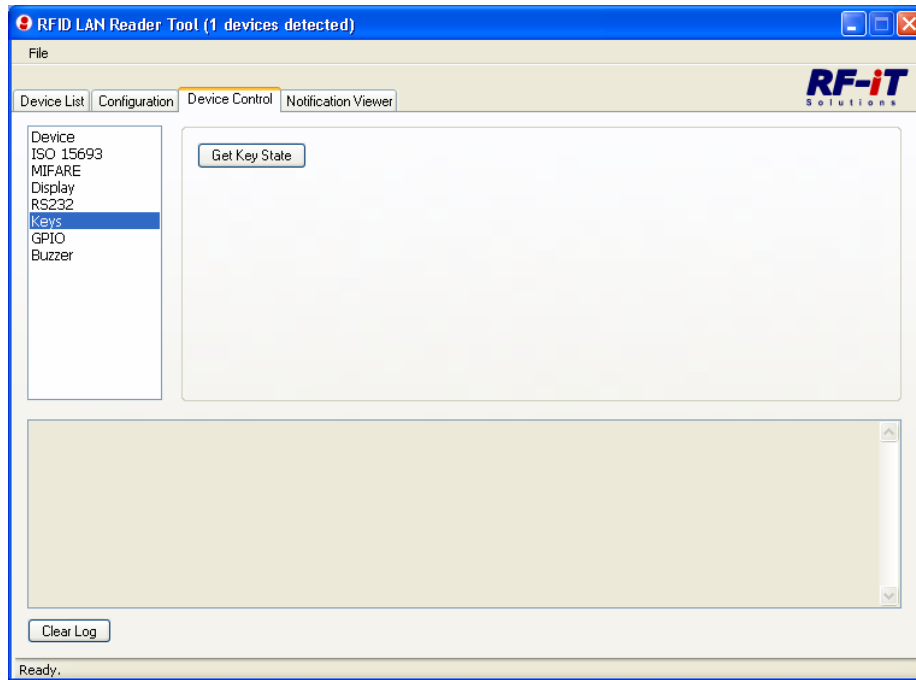 RFID LAN Reader Tool (1 devices detected)
File
RF-iT
Solutions
Device List Configuration Device Control Notification Viewer
Device
ISO 15693
MIFARE
Display
RS232
Keys
GPIO
Buzzer
Get Key State
Clear Log
Ready.